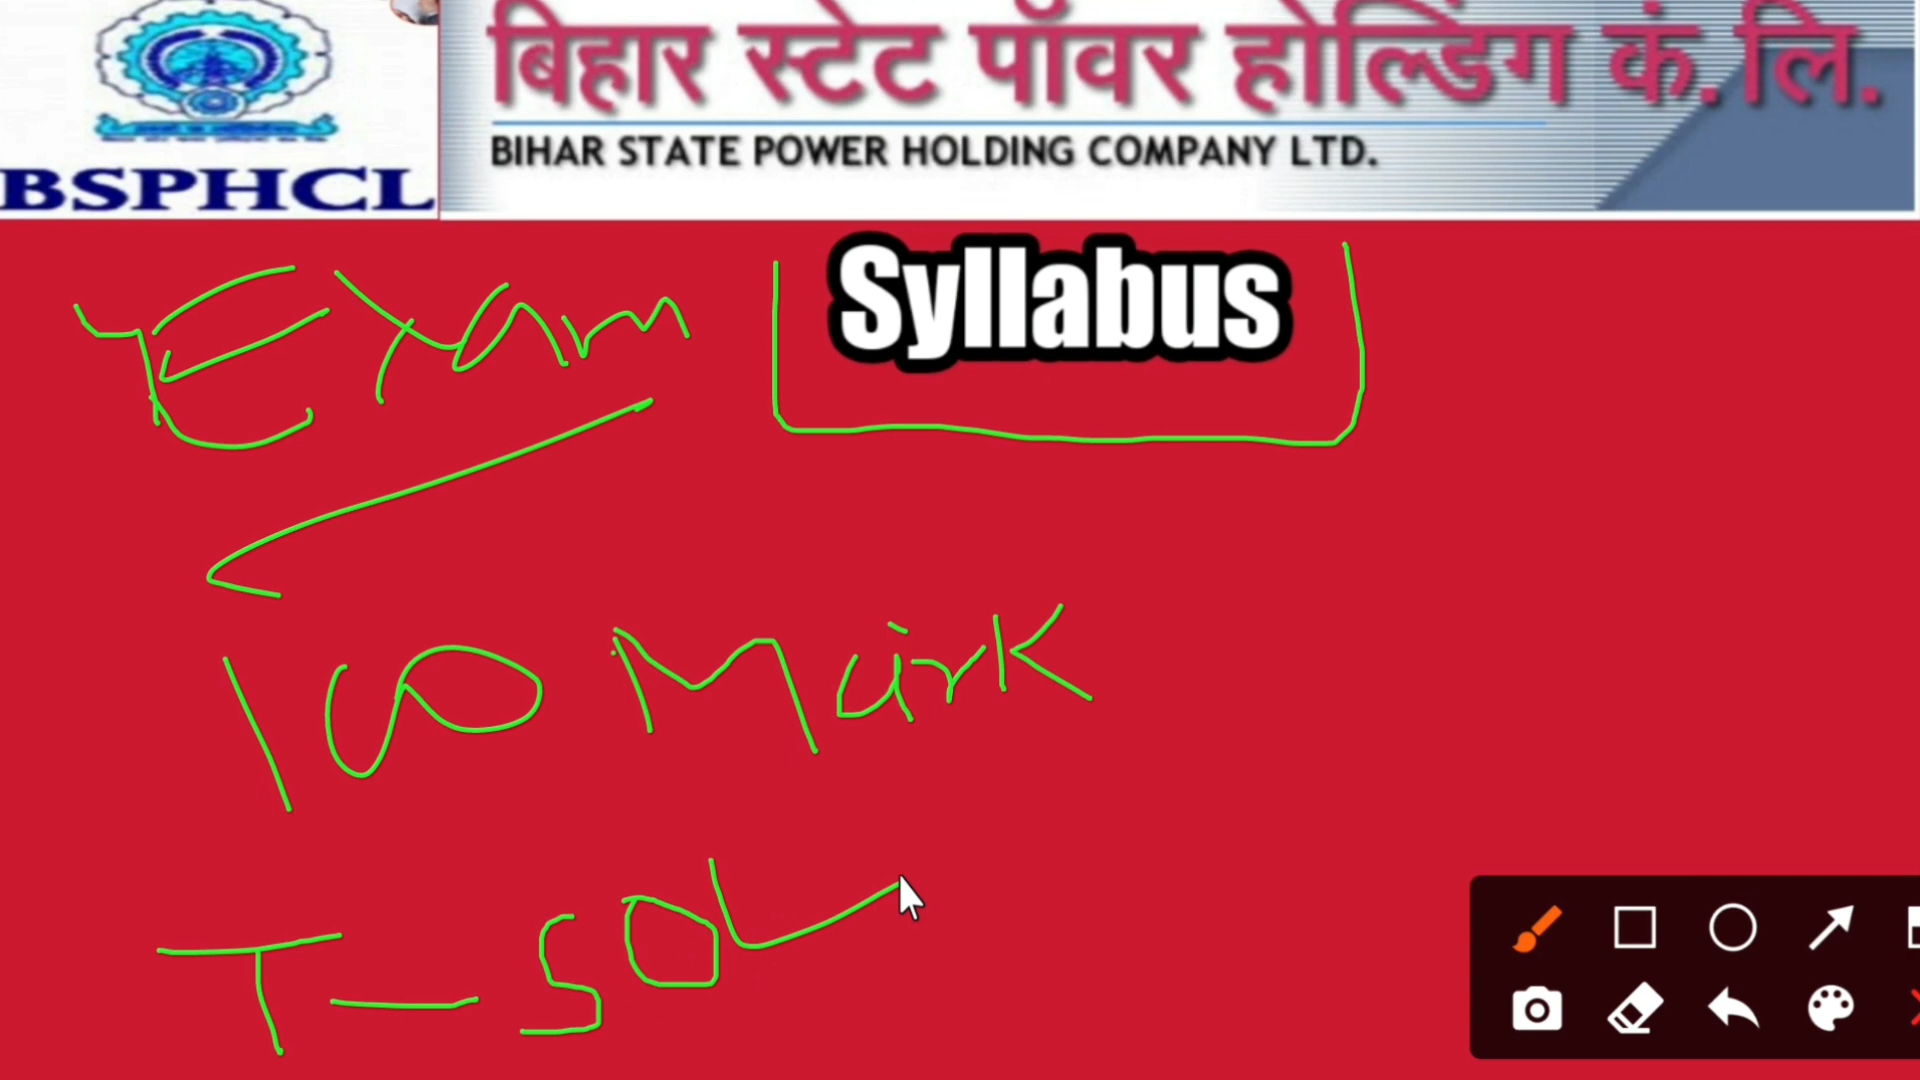 बिहार स्टेट पॉवर होल्डिंग कं.लि.
BIHAR STATE POWER HOLDING COMPANY LTD.
BSPHCL
Exam
Syllabus
100 Mark
T-50